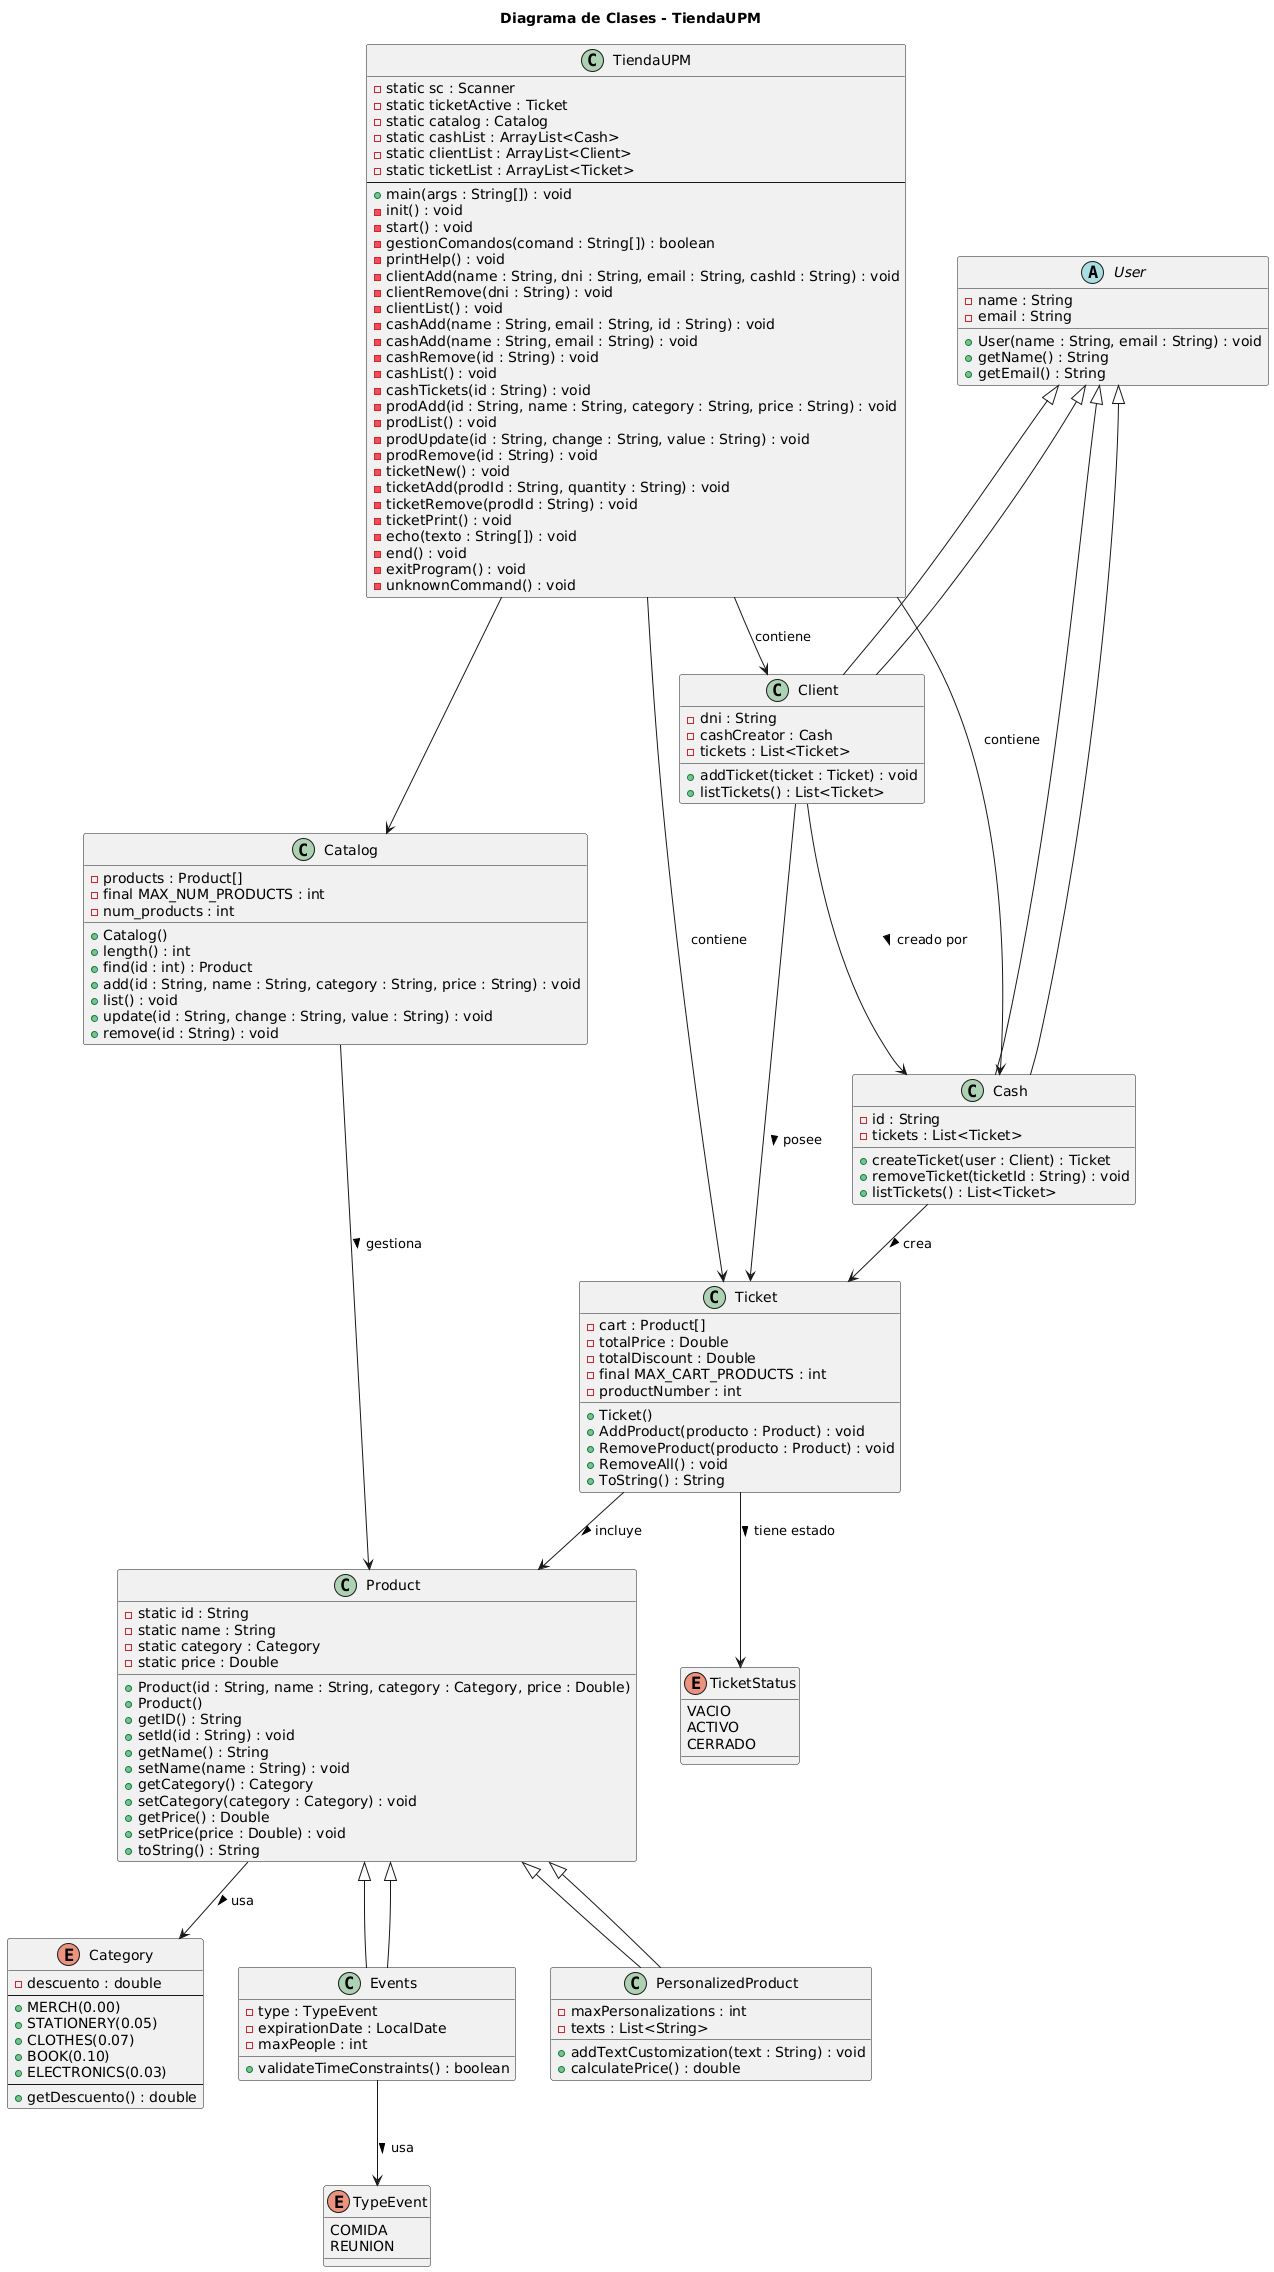 Diagrama de Clases - TiendaUPM
C TiendaUPM
static sc : Scanner
static ticketActive : Ticket
static catalog : Catalog
static cashList : ArrayList<Cash>
static clientList : ArrayList<Client>
static ticketList : ArrayList<Ticket>
main(args : String[]) : void
init() : void
start() : void
gestionComandos(comand : String[]) : boolean
printHelp() : void
clientAdd(name : String, dni : String, email : String, cashId : String) : void
clientRemove(dni : String) : void
clientList() : void
cashAdd(name : String, email : String, id : String) : void
cashAdd(name : String, email : String) : void
cashRemove(id : String) : void
cashList() : void
cashTickets(id : String) : void
prodAdd(id : String, name : String, category : String, price : String) : void
prodList() : void
prodUpdate(id : String, change : String, value : String) : void
prodRemove(id : String) : void
ticketNew() : void
ticketAdd(prodId : String, quantity : String) : void
ticketRemove(prodId : String) : void
ticketPrint() : void
echo(texto : String[]) : void
end() : void
exitProgram() : void
unknownCommand() : void
A User
name : String
email : String
User(name : String, email : String) : void
getName() : String
getEmail() : String
contiene
C Client
dni : String
cashCreator : Cash
tickets : List<Ticket>
addTicket(ticket : Ticket) : void
listTickets() : List<Ticket>
contiene
C Catalog
products : Product[]
final MAX_NUM_PRODUCTS : int
num_products : int
Catalog()
length() : int
find(id : int) : Product
add(id : String, name : String, category : String, price : String) : void
list() : void
update(id : String, change : String, value : String) : void
remove(id : String) : void
contiene
creado por
C Cash
id : String
tickets : List<Ticket>
createTicket(user : Client) : Ticket
removeTicket(ticketId : String) : void
listTickets() : List<Ticket>
posee
gestiona
crea
C Ticket
cart : Product[]
totalPrice : Double
totalDiscount : Double
final MAX_CART_PRODUCTS : int
productNumber : int
Ticket()
AddProduct(producto : Product) : void
RemoveProduct(producto : Product) : void
RemoveAll() : void
ToString() : String
incluye
tiene estado
C Product
static id : String
static name : String
static category : Category
static price : Double
Product(id : String, name : String, category : Category, price : Double)
Product()
getID() : String
setId(id : String) : void
getName() : String
setName(name : String) : void
getCategory() : Category
setCategory(category : Category) : void
getPrice() : Double
setPrice(price : Double) : void
toString() : String
E TicketStatus
VACIO
ACTIVO
CERRADO
usa
E Category
descuento : double
MERCH(0.00)
STATIONERY(0.05)
CLOTHES(0.07)
BOOK(0.10)
ELECTRONICS(0.03)
getDescuento() : double
C Events
type : TypeEvent
expirationDate : LocalDate
maxPeople : int
validateTimeConstraints() : boolean
C PersonalizedProduct
maxPersonalizations : int
texts : List<String>
addTextCustomization(text : String) : void
calculatePrice() : double
usa
E TypeEvent
COMIDA
REUNION